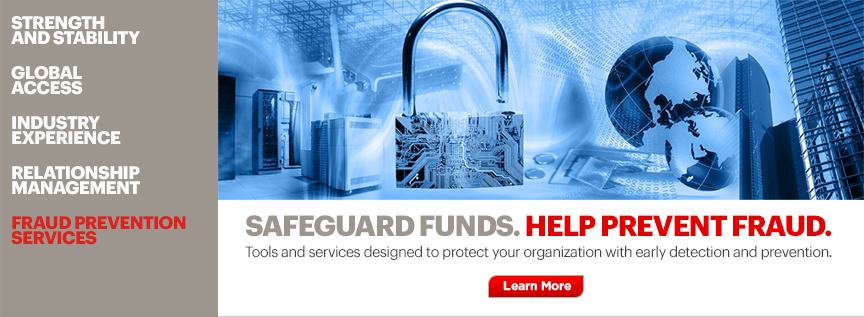 STRENGTH
AND STABILITY
GLOBAL
ACCESS
INDUSTRY
EXPERIENCE
RELATIONSHIP
MANAGEMENT
FRAUD PREVENTION
SERVICES
SAFEGUARD FUNDS. HELP PREVENT FRAUD.
Tools and services designed to protect your organization with early detection and prevention.
Learn More